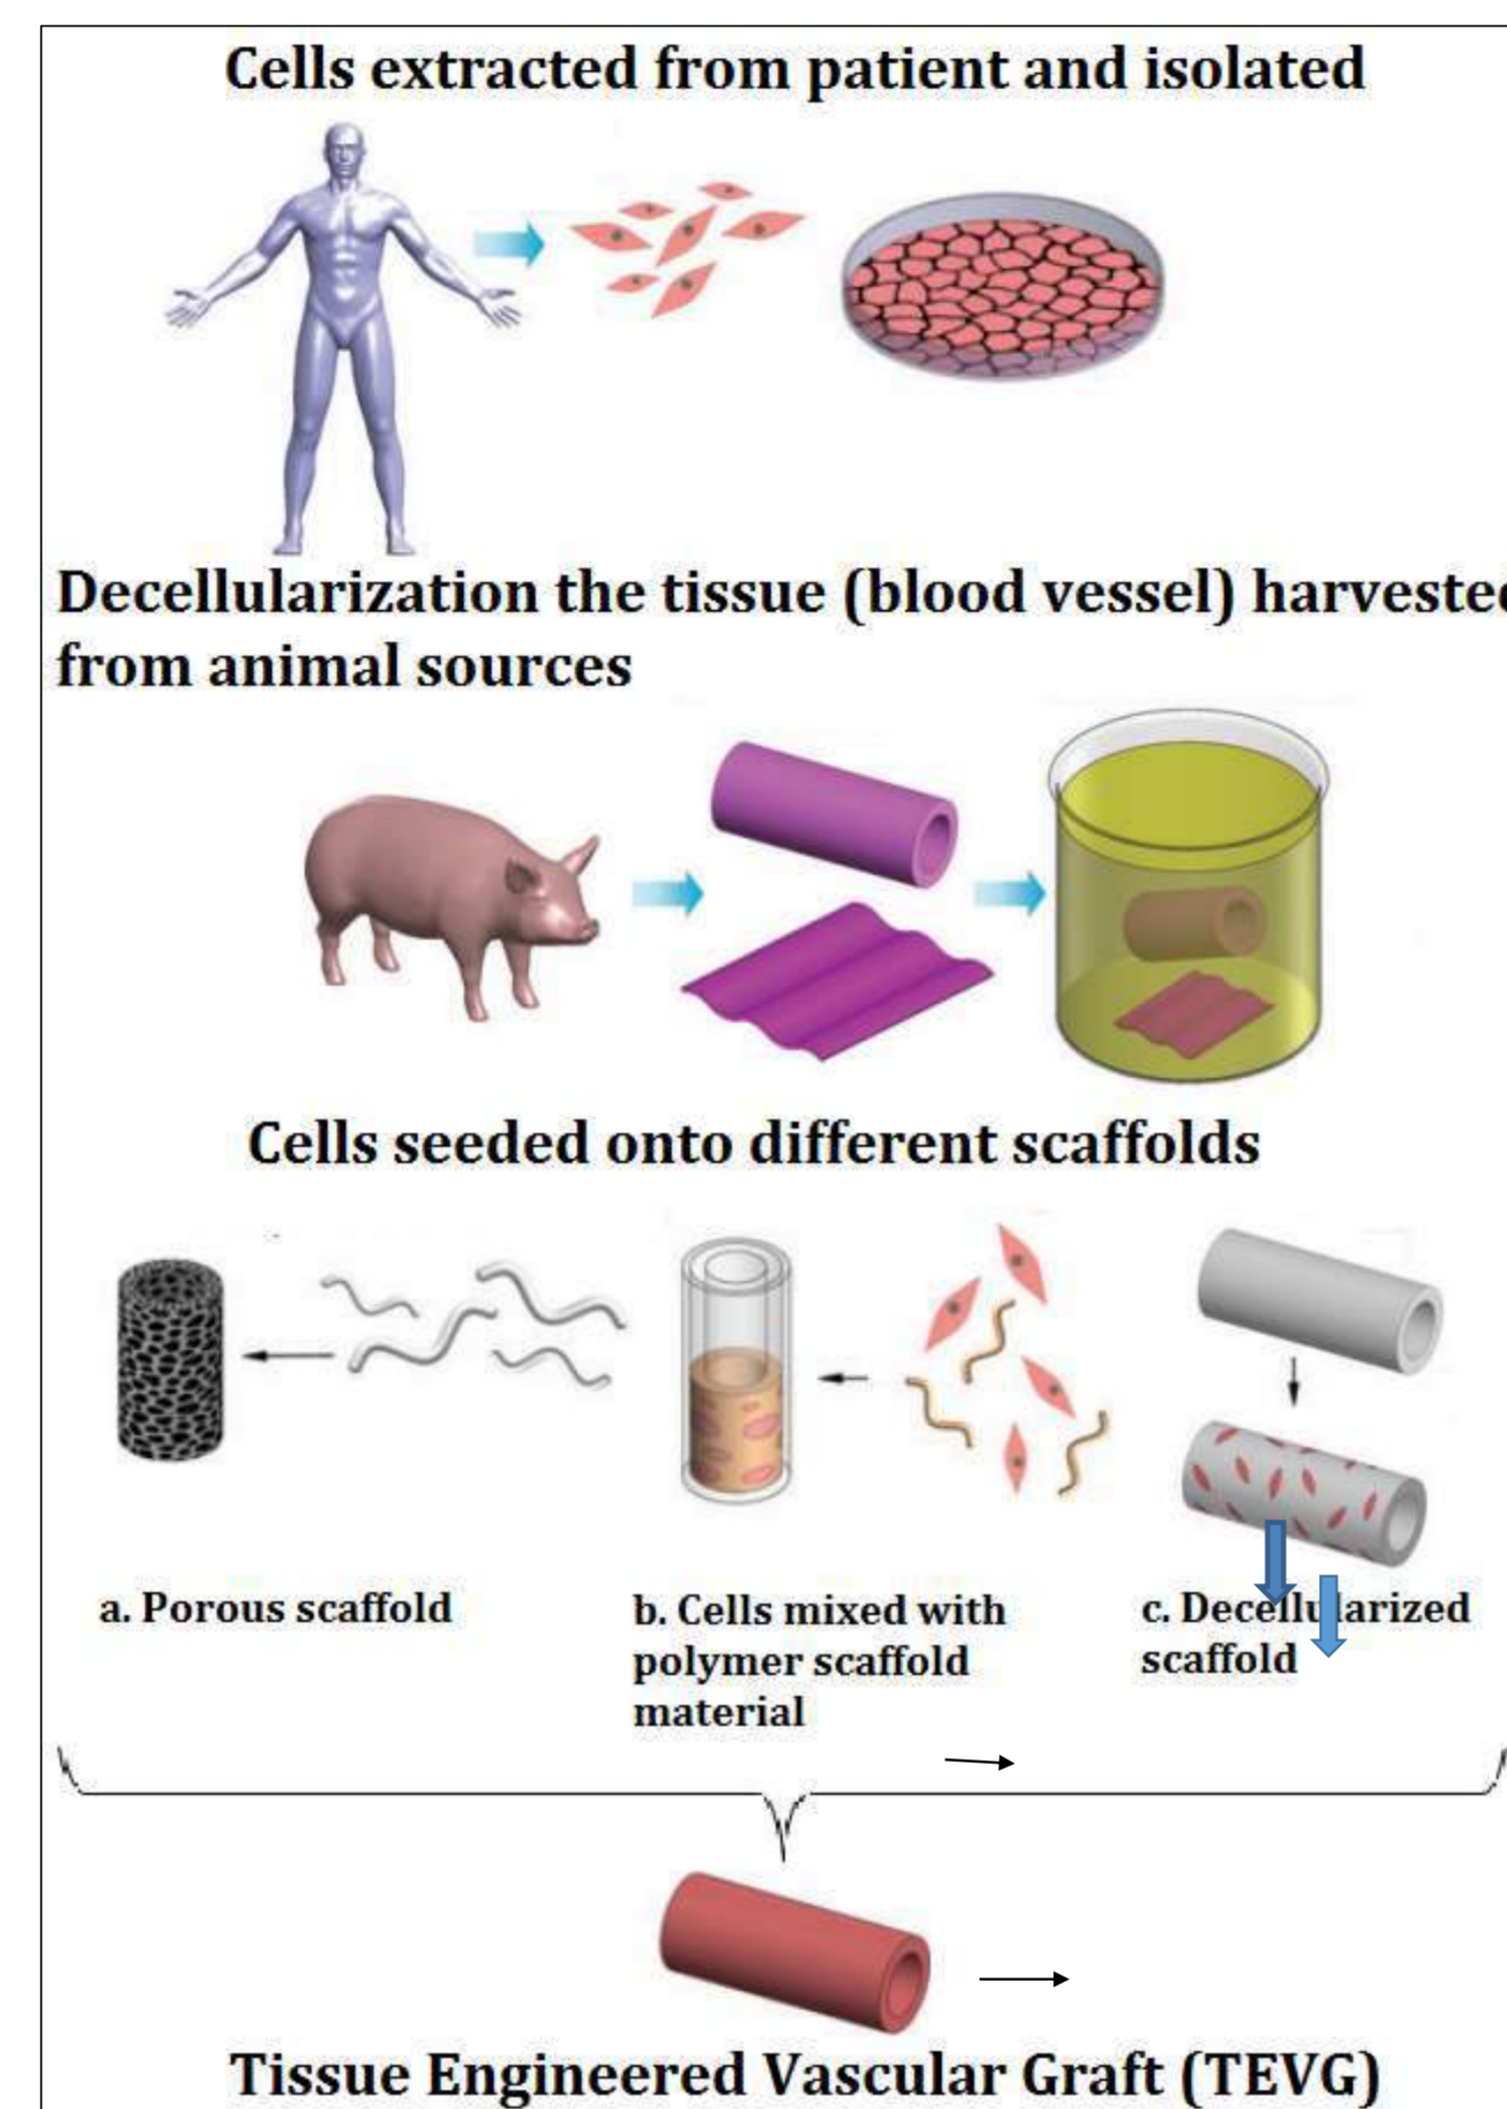 Cells extracted from patient and isolated
Decellularization the tissue (blood vessel) harvested
from animal sources
Cells seeded onto different scaffolds
a. Porous scaffold
b. Cells mixed with
polymer scaffold
material
c. Decellularized
scaffold
Tissue Engineered Vascular Graft (TEVG)